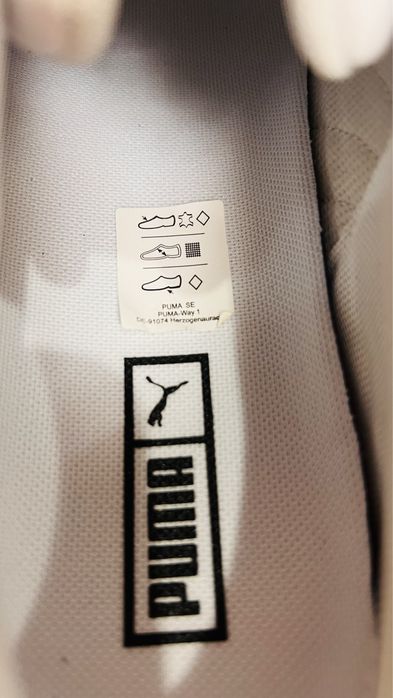 PUMA SE
PUMA-Way 1
DE-91074 Herzogenaurach
PUMA